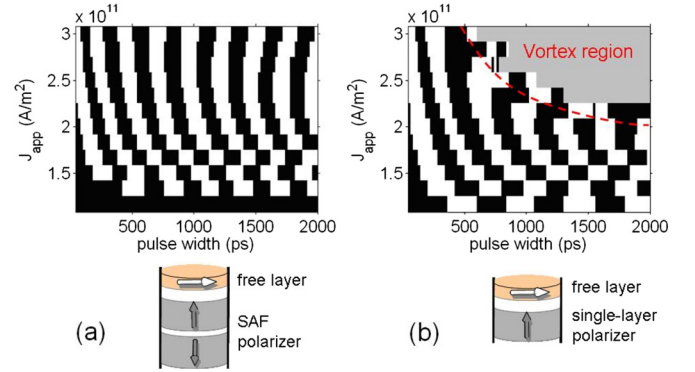 x 10¹¹
3
2.5
2
1.5
J_app (A/m²)
500 1000 1500 2000
pulse width (ps)
free layer
SAF
polarizer
(a)
x 10¹¹
3
2.5
2
1.5
J_app (A/m²)
Vortex region
500 1000 1500 2000
pulse width (ps)
free layer
single-layer
polarizer
(b)